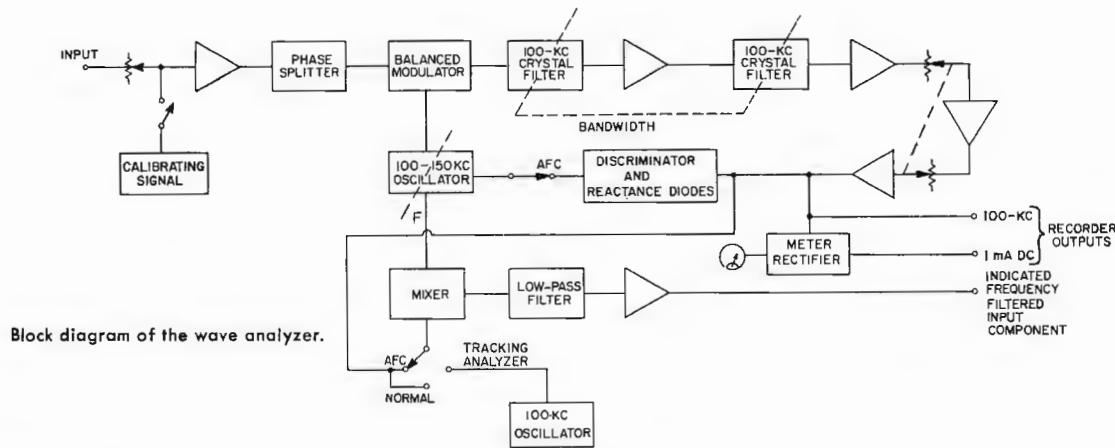 INPUT
CALIBRATING
SIGNAL
PHASE
SPLITTER
BALANCED
MODULATOR
100-KC
CRYSTAL
FILTER
100-KC
CRYSTAL
FILTER
BANDWIDTH
100-150KC
OSCILLATOR
F
AFC
DISCRIMINATOR
AND
REACTANCE DIODES
100-KC
1 mA DC
RECORDER
OUTPUTS
METER
RECTIFIER
MIXER
LOW-PASS
FILTER
INDICATED
FREQUENCY
FILTERED
INPUT
COMPONENT
Block diagram of the wave analyzer.
AFC
NORMAL
TRACKING
ANALYZER
100-KC
OSCILLATOR